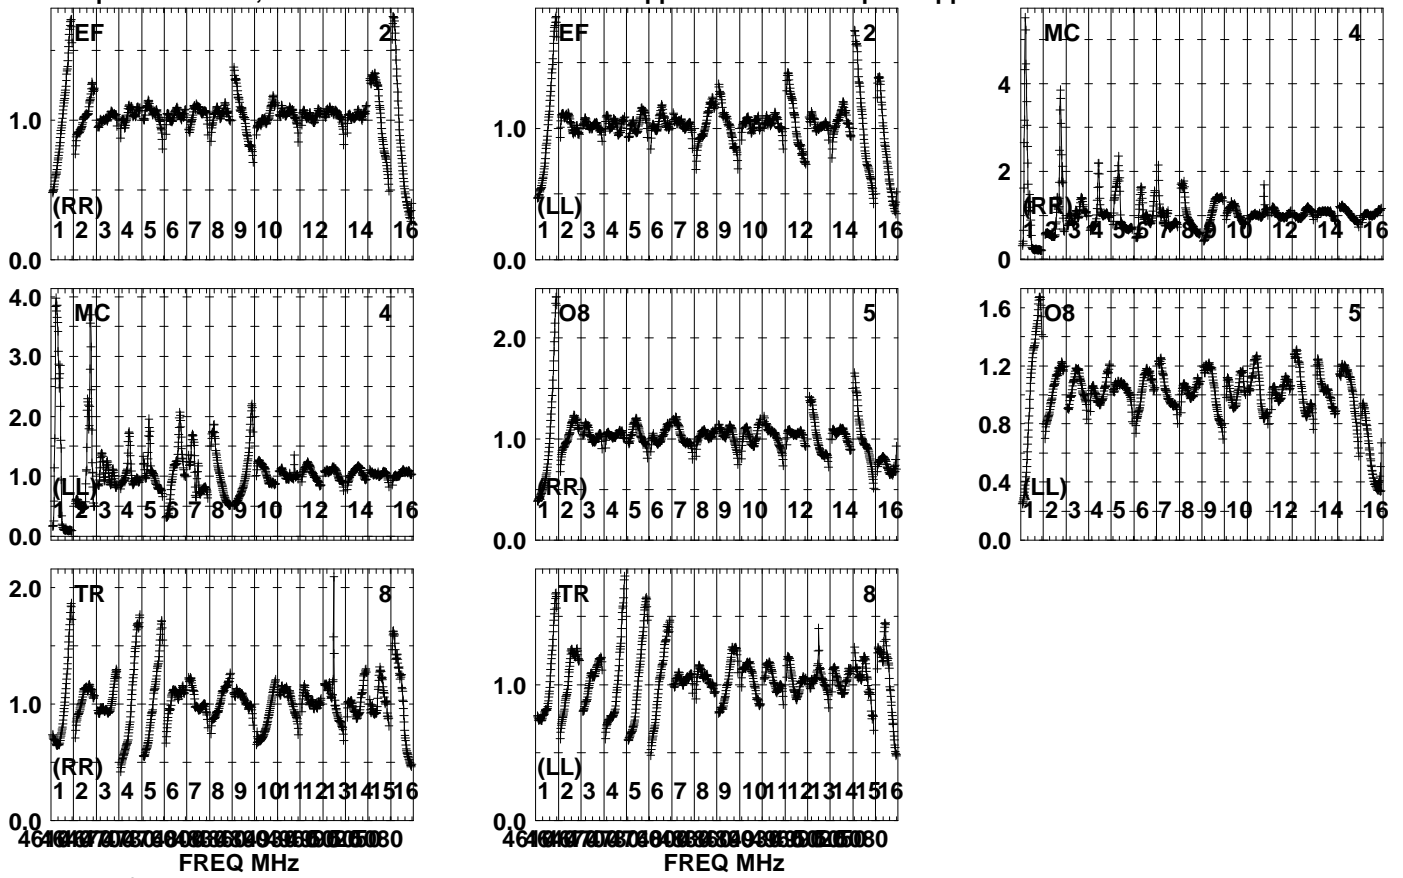 EF 2
1.0
(RR)
1 2 3 4 5 6 7 8 9 10 12 14 16
0.0
EF 2
1.0
(LL)
1 2 3 4 5 6 7 8 9 10 12 14 16
0.0
MC 4
4
2
(RR)
1 2 3 4 5 6 7 8 9 10 12 14 16
0
4.0
MC 4
3.0
2.0
1.0
(LL)
1 2 3 4 5 6 7 8 9 10 12 14 16
0.0
O8 5
2.0
1.0
(RR)
1 2 3 4 5 6 7 8 9 10 12 14 16
0.0
1.6
O8 5
1.2
0.8
0.4
(LL)
1 2 3 4 5 6 7 8 9 10 12 14 16
0.0
2.0
TR 8
1.0
(RR)
1 2 3 4 5 6 7 8 9 10 11 12 13 14 15 16
0.0
FREQ MHz
TR 8
1.0
(LL)
1 2 3 4 5 6 7 8 9 10 11 12 13 14 15 16
0.0
FREQ MHz